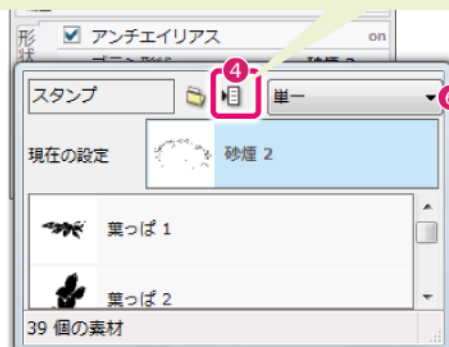 形状
アンチエイリアス
on
4
スタンプ
単一
現在の設定
砂煙 2
葉っぱ 1
葉っぱ 2
39 個の素材